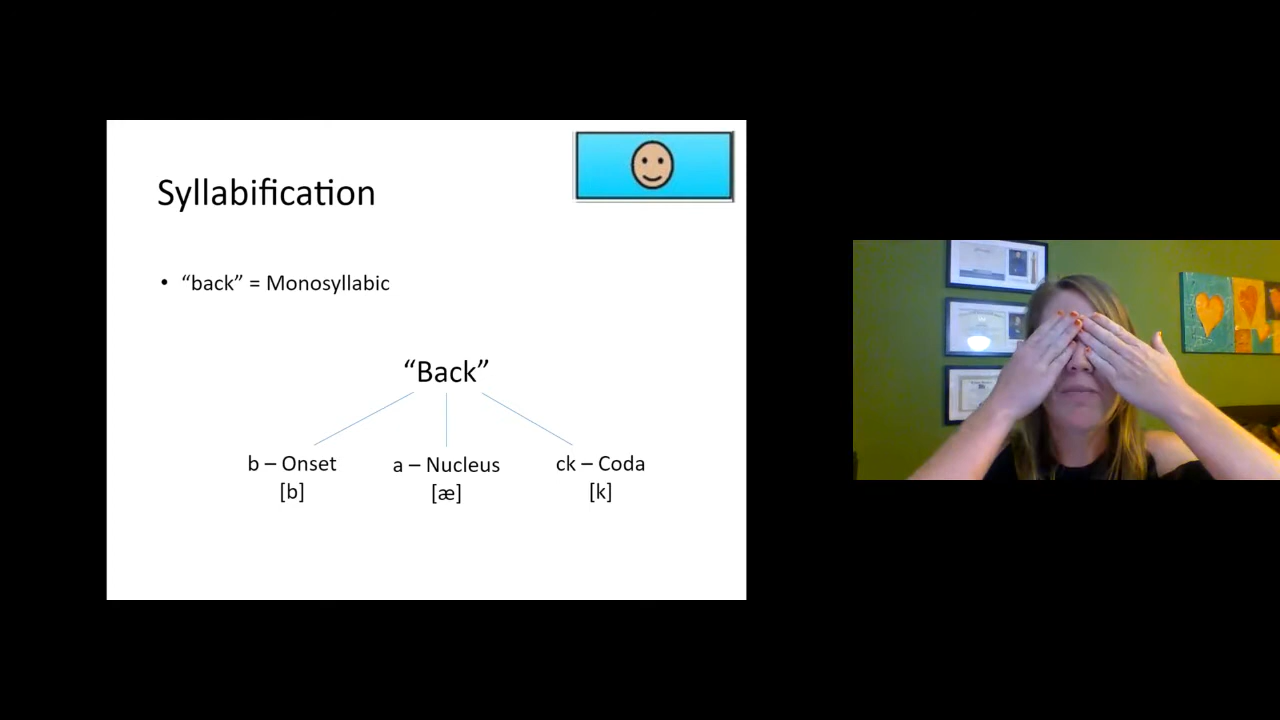 Syllabification
• “back” = Monosyllabic
“Back”
b – Onset
[b]
a – Nucleus
[æ]
ck – Coda
[k]